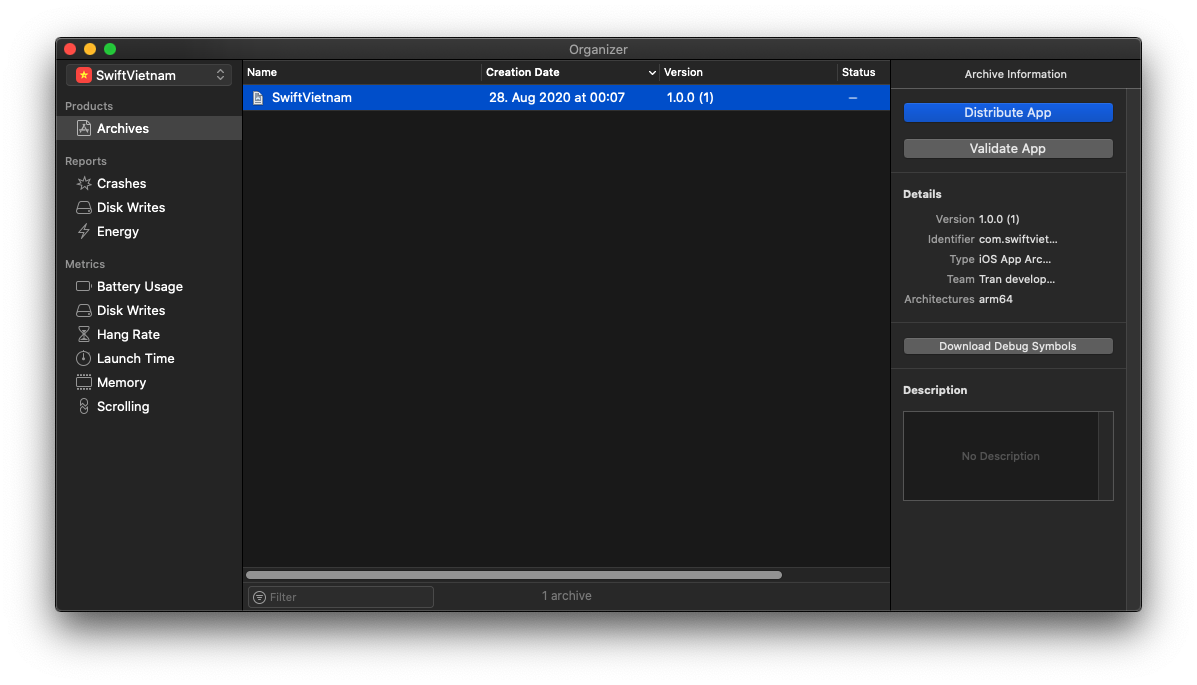 Organizer
SwiftVietnam
Products
Archives
Reports
Crashes
Disk Writes
Energy
Metrics
Battery Usage
Disk Writes
Hang Rate
Launch Time
Memory
Scrolling
Name Creation Date Version Status
SwiftVietnam 28. Aug 2020 at 00:07 1.0.0 (1) --
Filter
1 archive
Archive Information
Distribute App
Validate App
Details
Version 1.0.0 (1)
Identifier com.swiftviet...
Type iOS App Arc...
Team Tran develop...
Architectures arm64
Download Debug Symbols
Description
No Description